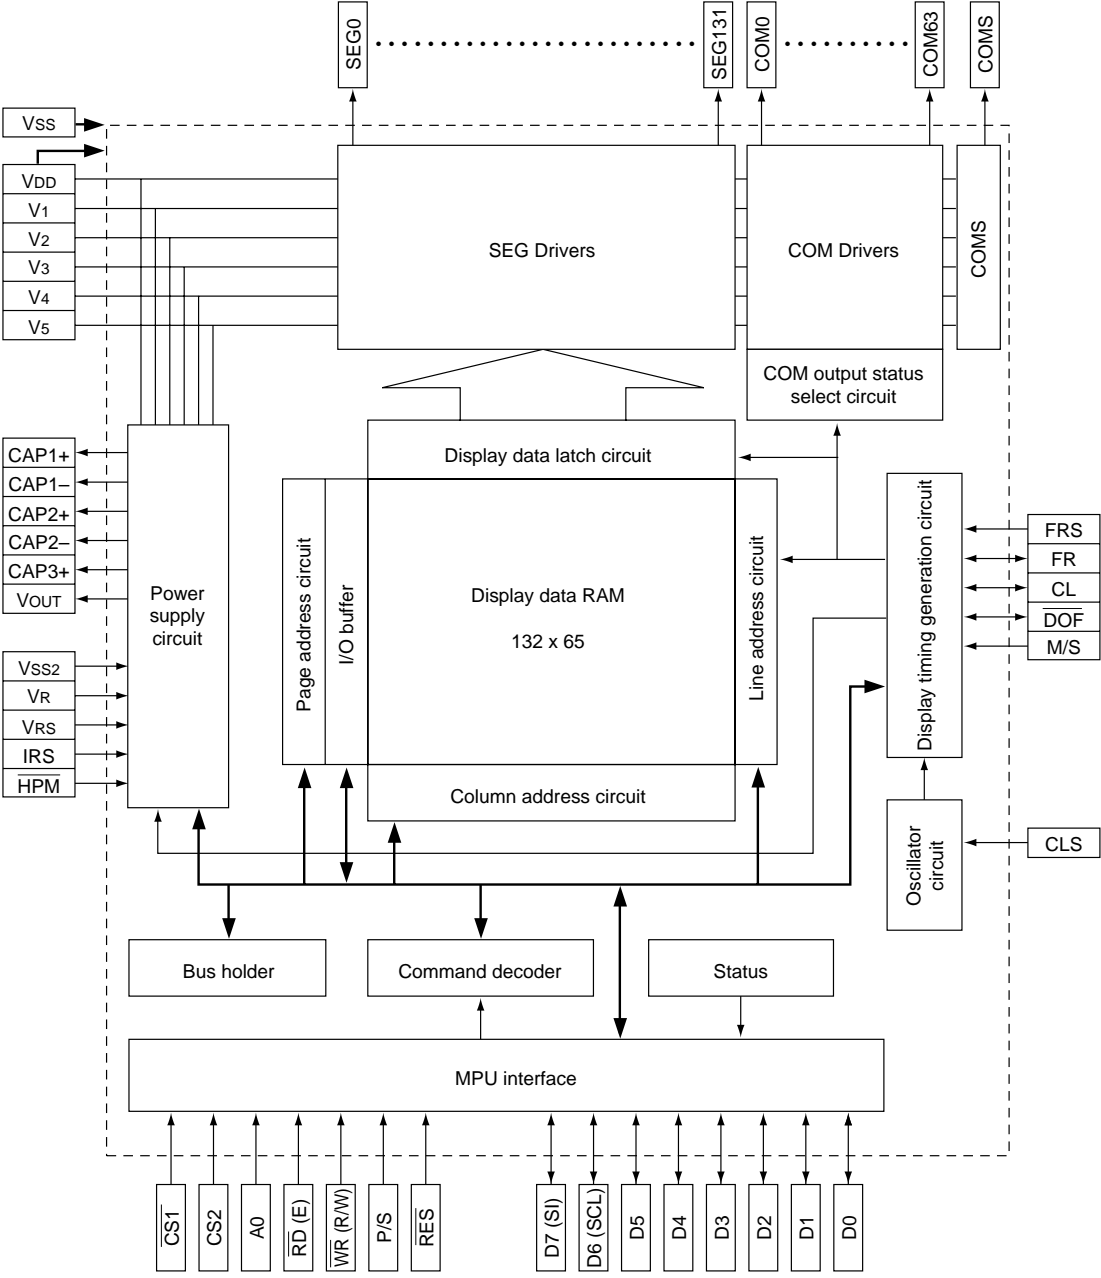 SEG0
SEG131
COM0
COM63
COMS
VSS
VDD
V1
V2
V3
V4
V5
SEG Drivers
COM Drivers
COMS
COM output status
select circuit
CAP1+
CAP1–
CAP2+
CAP2–
CAP3+
VOUT
VSS2
VR
VRS
IRS
HPM
Power
supply
circuit
Display data latch circuit
Page address circuit
I/O buffer
Display data RAM
132 x 65
Line address circuit
Column address circuit
Display timing generation circuit
FRS
FR
CL
DOF
M/S
Oscillator
circuit
CLS
Bus holder
Command decoder
Status
MPU interface
CS1
CS2
A0
RD (E)
WR (R/W)
P/S
RES
D7 (SI)
D6 (SCL)
D5
D4
D3
D2
D1
D0